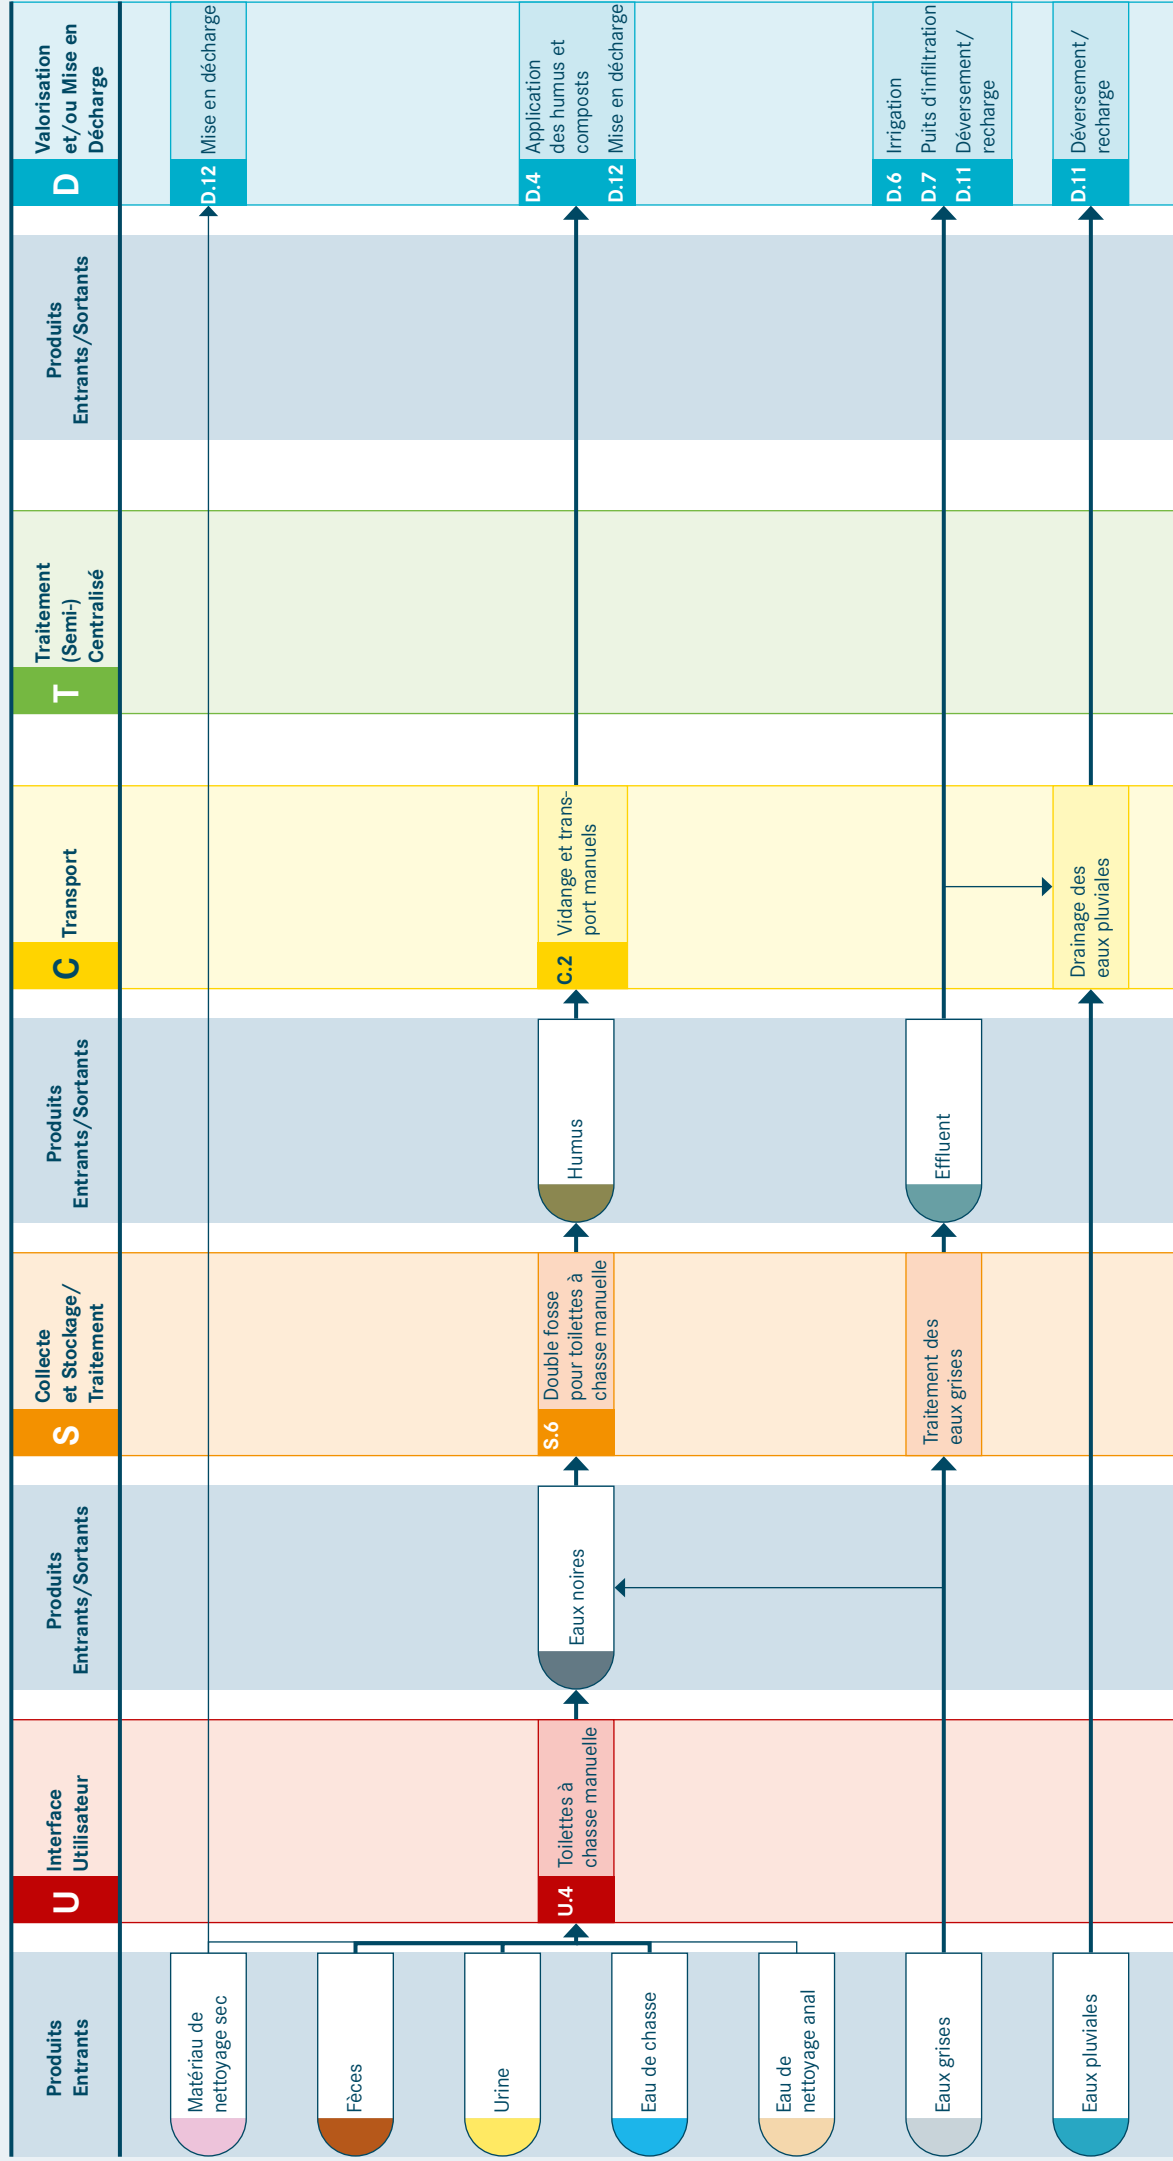 Produits
Entrants
U
Interface
Utilisateur
Produits
Entrants/Sortants
S
Collecte
et Stockage/
Traitement
Produits
Entrants/Sortants
C
Transport
T
Traitement
(Semi-)
Centralisé
Produits
Entrants/Sortants
D
Valorisation
et/ou Mise en
Décharge
Matériau de
nettoyage sec
D.12 Mise en décharge
Fèces
Urine
U.4 Toilettes à
chasse manuelle
Eaux noires
S.6 Double fosse
pour toilettes à
chasse manuelle
Humus
C.2 Vidange et trans-
port manuels
D.4 Application
des humus et
composts
D.12 Mise en décharge
Eau de chasse
Eau de
nettoyage anal
Eaux grises
Traitement des
eaux grises
Effluent
D.6 Irrigation
D.7 Puits d'infiltration
D.11 Déversement/
recharge
Eaux pluviales
Drainage des
eaux pluviales
D.11 Déversement/
recharge